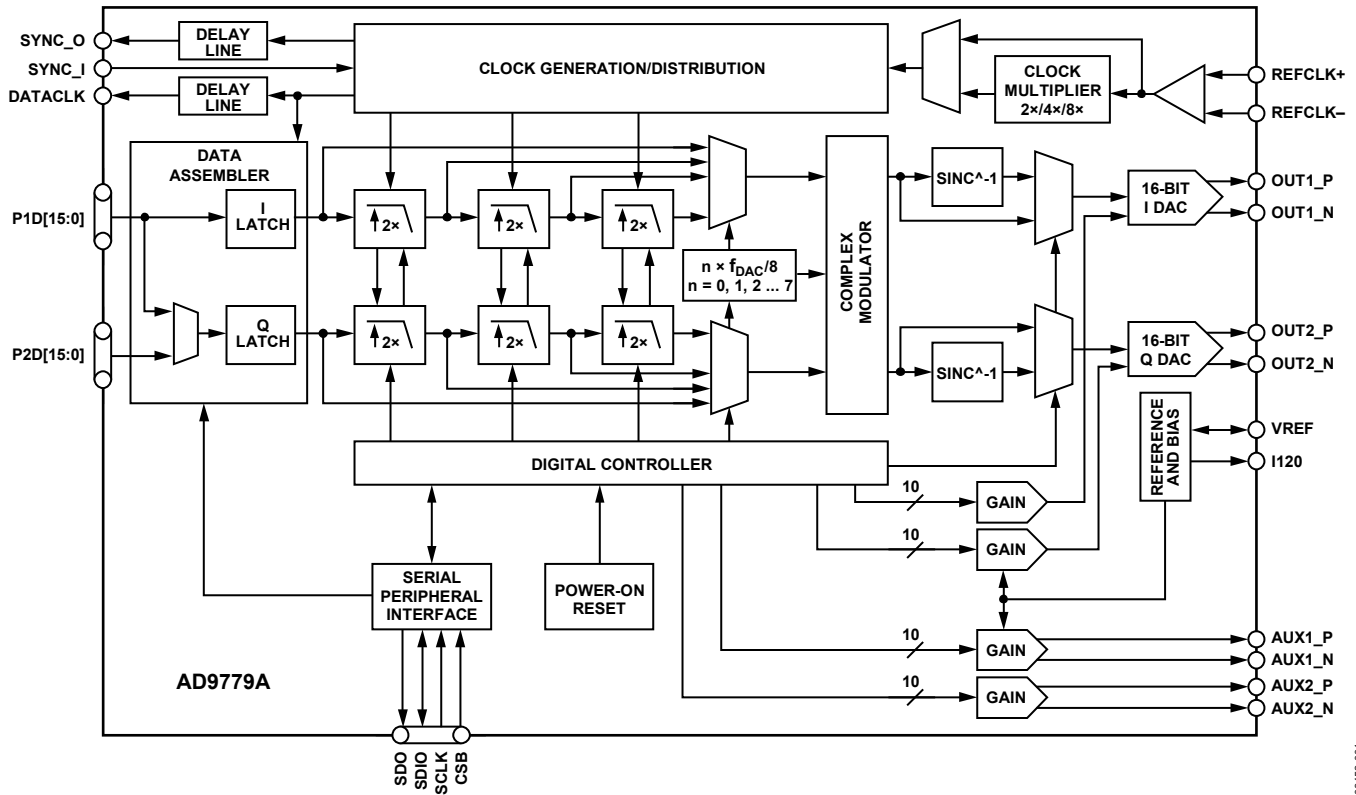 SYNC_O
SYNC_I
DATACLK
DELAY
LINE
DELAY
LINE
CLOCK GENERATION/DISTRIBUTION
CLOCK
MULTIPLIER
2×/4×/8×
REFCLK+
REFCLK–
DATA
ASSEMBLER
P1D[15:0]
I
LATCH
2×
2×
2×
n × fDAC/8
n = 0, 1, 2 ... 7
COMPLEX
MODULATOR
SINC^-1
16-BIT
I DAC
OUT1_P
OUT1_N
P2D[15:0]
Q
LATCH
2×
2×
2×
SINC^-1
16-BIT
Q DAC
OUT2_P
OUT2_N
VREF
I120
REFERENCE
AND BIAS
DIGITAL CONTROLLER
10
GAIN
10
GAIN
SERIAL
PERIPHERAL
INTERFACE
POWER-ON
RESET
10
GAIN
AUX1_P
AUX1_N
10
GAIN
AUX2_P
AUX2_N
AD9779A
SDO
SDIO
SCLK
CSB